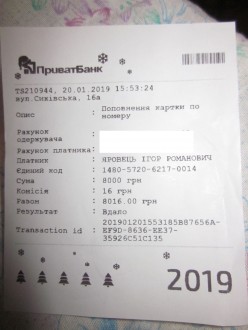 ПриватБанк
TS210944, 20.01.2019 15:53:24
вул.Сихівська, 16а
Опис : Поповнення картки по
номеру
Рахунок
одержувача :
Рахунок платника:
Платник : ЯРОВЕЦЬ ІГОР РОМАНОВИЧ
Єдиний код : 1480-5720-6217-0014
Сума : 8000 грн
Комісія : 16 грн
Разом : 8016.00 грн
Результат : Вдало
201901201553185B87656A-
Transaction id : EF9D-8636-EE37-
35926C51C135
2019